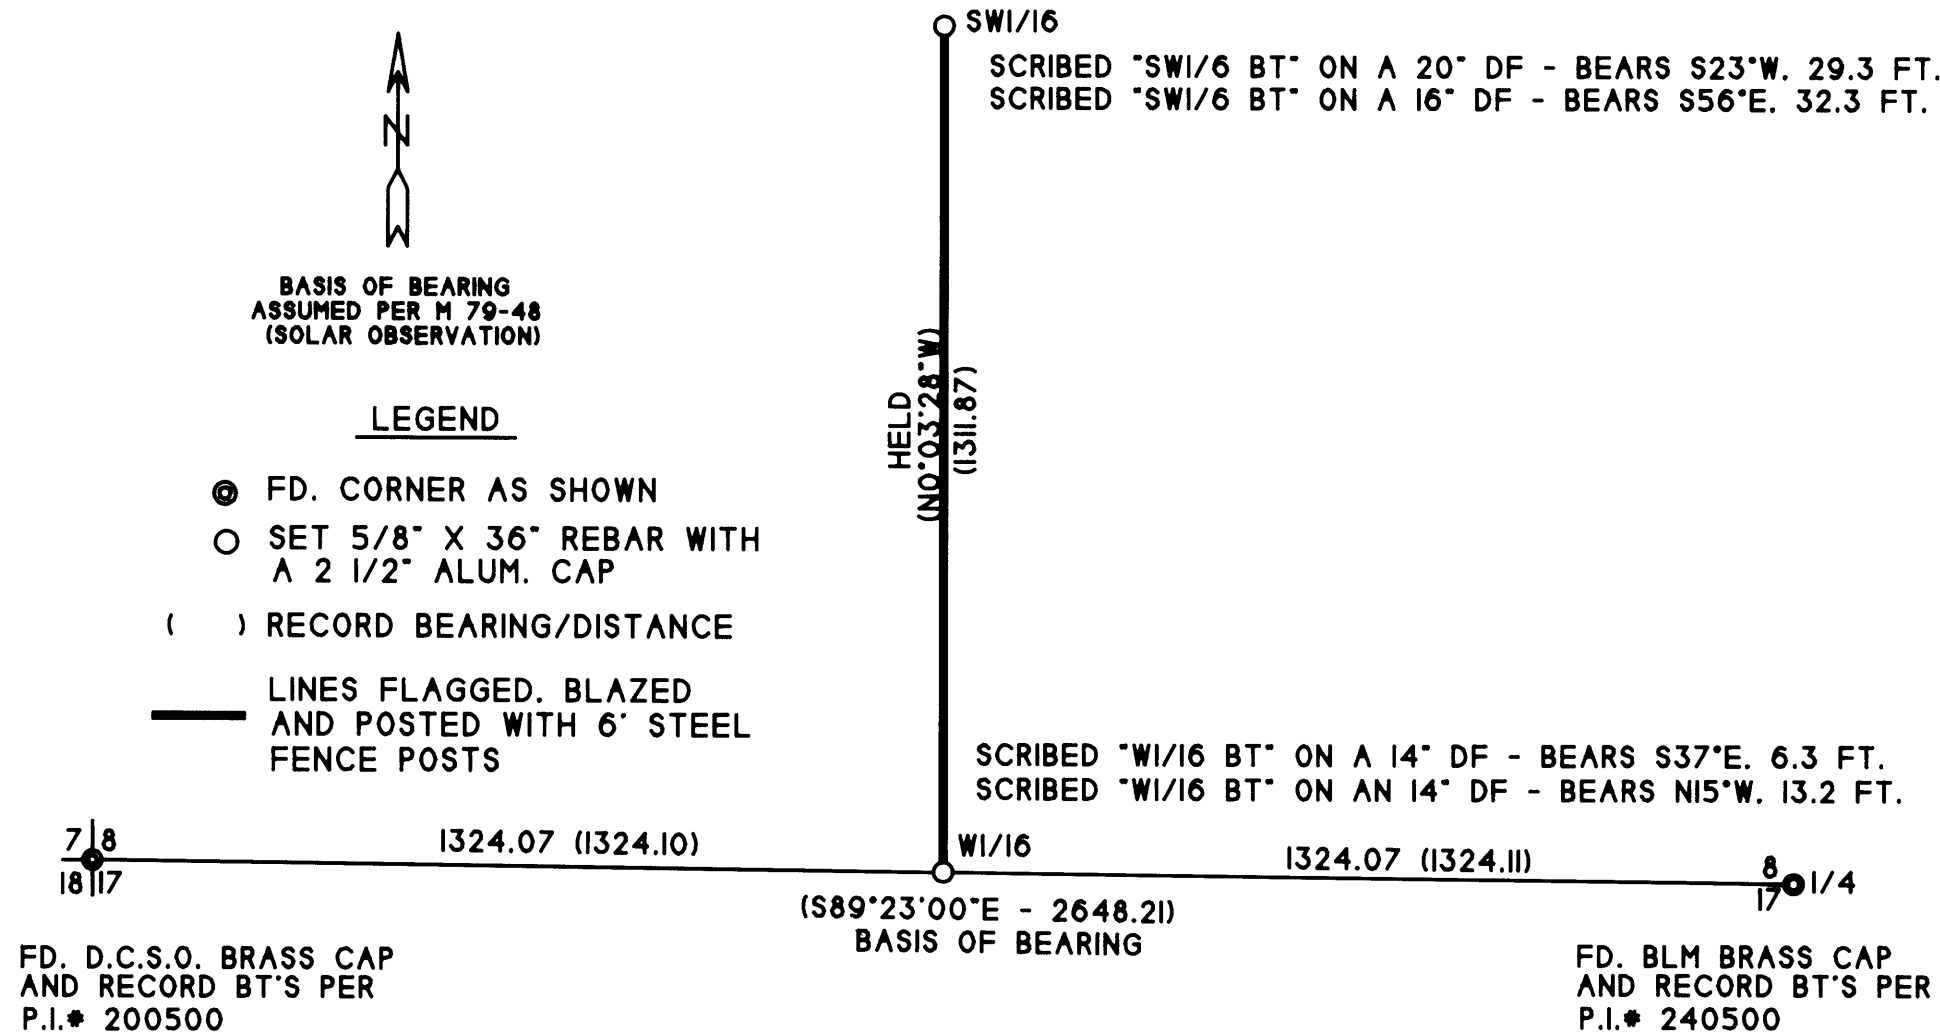 SW1/16
SCRIBED "SW1/6 BT" ON A 20" DF - BEARS S23°W. 29.3 FT.
SCRIBED "SW1/6 BT" ON A 16" DF - BEARS S56°E. 32.3 FT.
N
BASIS OF BEARING
ASSUMED PER M 79-48
(SOLAR OBSERVATION)
HELD
(N0°03'28"W)
(1311.87)
LEGEND
FD. CORNER AS SHOWN
SET 5/8" X 36" REBAR WITH
A 2 1/2" ALUM. CAP
( ) RECORD BEARING/DISTANCE
LINES FLAGGED. BLAZED
AND POSTED WITH 6' STEEL
FENCE POSTS
SCRIBED "W1/16 BT" ON A 14" DF - BEARS S37°E. 6.3 FT.
SCRIBED "W1/16 BT" ON AN 14" DF - BEARS N15°W. 13.2 FT.
7 8
18 17
1324.07 (1324.10)
W1/16
1324.07 (1324.11)
8
17
1/4
(S89°23'00"E - 2648.21)
BASIS OF BEARING
FD. D.C.S.O. BRASS CAP
AND RECORD BT'S PER
P.I.# 200500
FD. BLM BRASS CAP
AND RECORD BT'S PER
P.I.# 240500